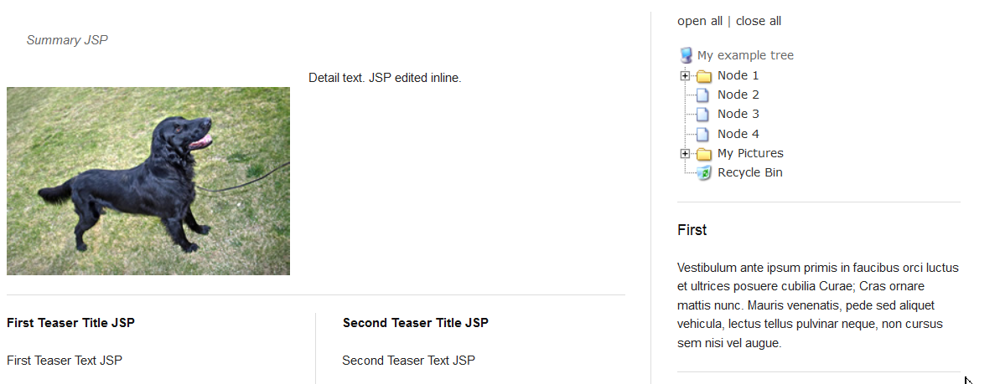 Summary JSP
Detail text. JSP edited inline.
First Teaser Title JSP
First Teaser Text JSP
Second Teaser Title JSP
Second Teaser Text JSP
open all | close all
My example tree
Node 1
Node 2
Node 3
Node 4
My Pictures
Recycle Bin
First
Vestibulum ante ipsum primis in faucibus orci luctus
et ultrices posuere cubilia Curae; Cras ornare
mattis nunc. Mauris venenatis, pede sed aliquet
vehicula, lectus tellus pulvinar neque, non cursus
sem nisi vel augue.